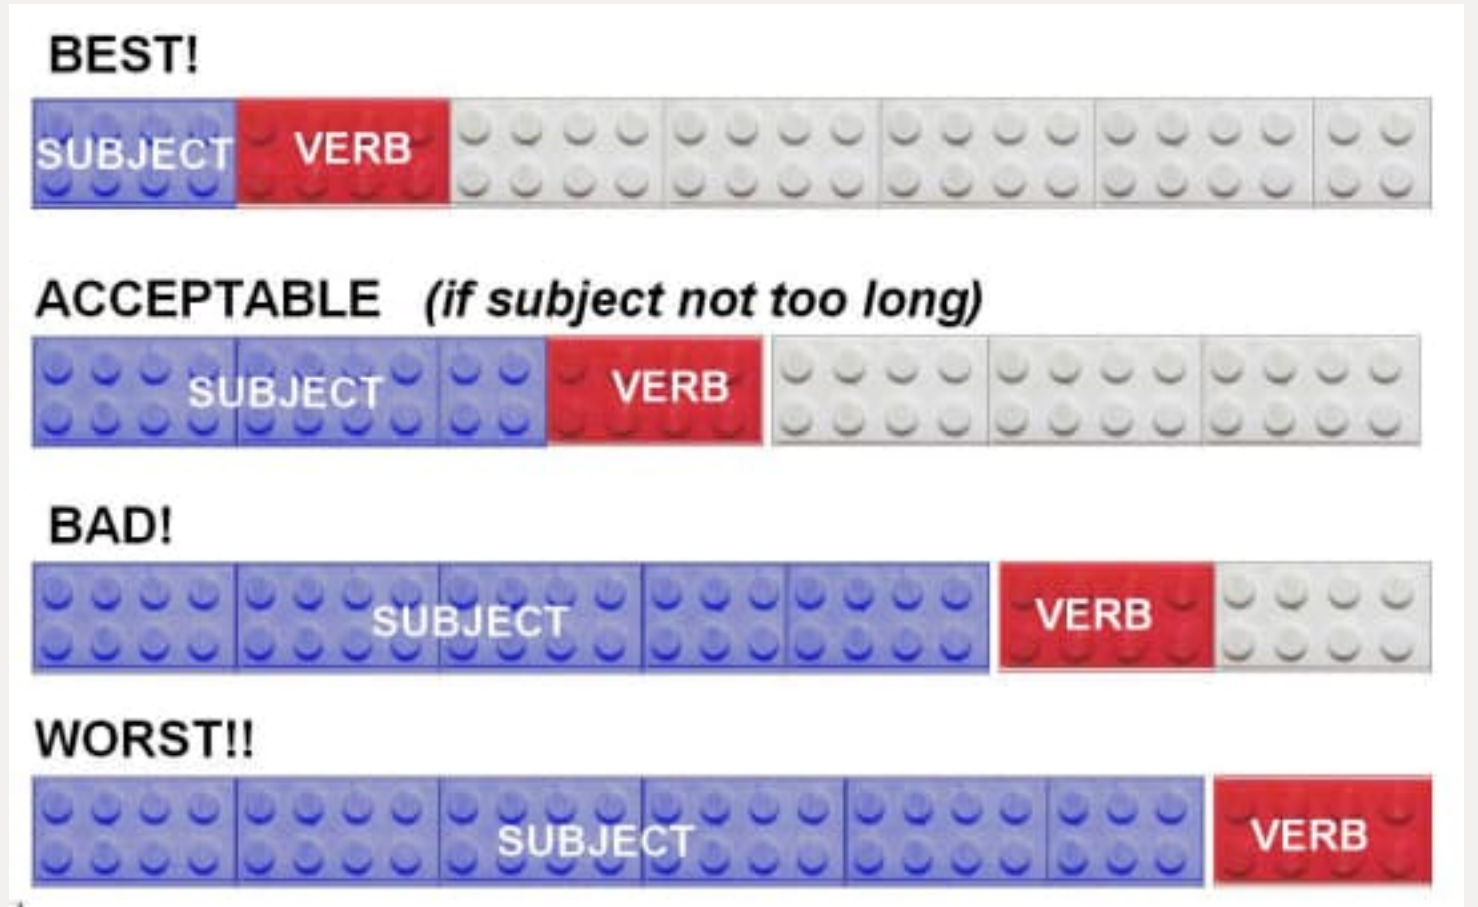 BEST!
SUBJECT VERB
ACCEPTABLE (if subject not too long)
SUBJECT VERB
BAD!
SUBJECT VERB
WORST!!
SUBJECT VERB